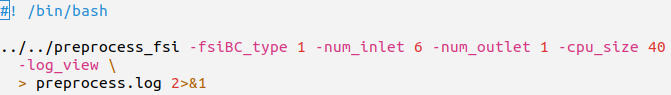 #! /bin/bash
../../preprocess_fsi -fsiBC_type 1 -num_inlet 6 -num_outlet 1 -cpu_size 40
-log_view \
> preprocess.log 2>&1